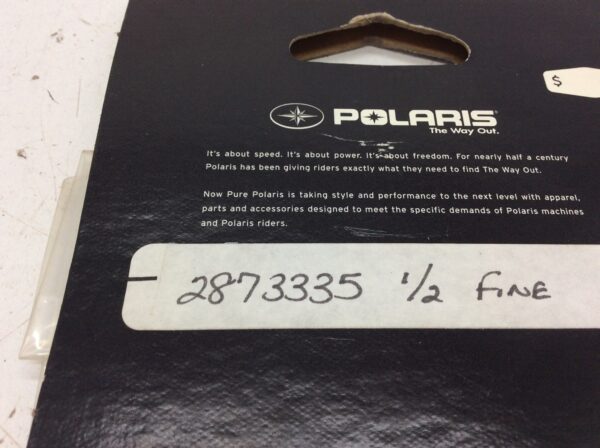 $
POLARIS®
The Way Out.
It's about speed. It's about power. It's about freedom. For nearly half a century
Polaris has been giving riders exactly what they need to find The Way Out.
Now Pure Polaris is taking style and performance to the next level with apparel,
parts and accessories designed to meet the specific demands of Polaris machines
and Polaris riders.
2873335 1/2 FINE